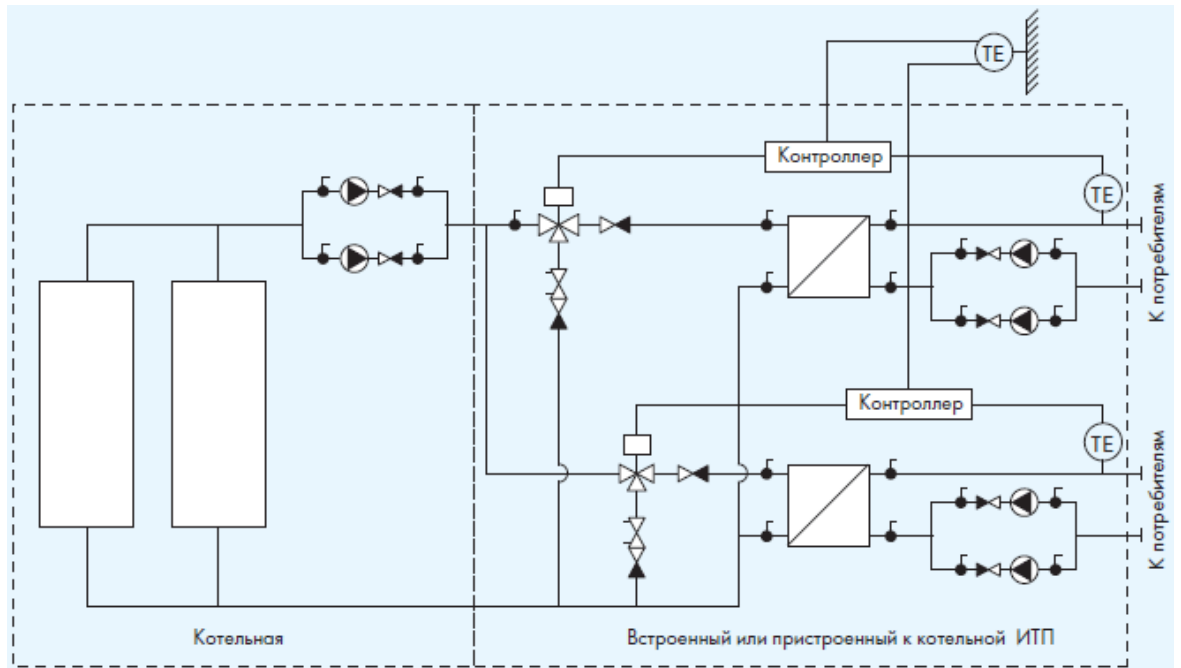 TE
Контроллер
TE
К потребителям
Контроллер
TE
К потребителям
Котельная
Встроенный или пристроенный к котельной ИТП